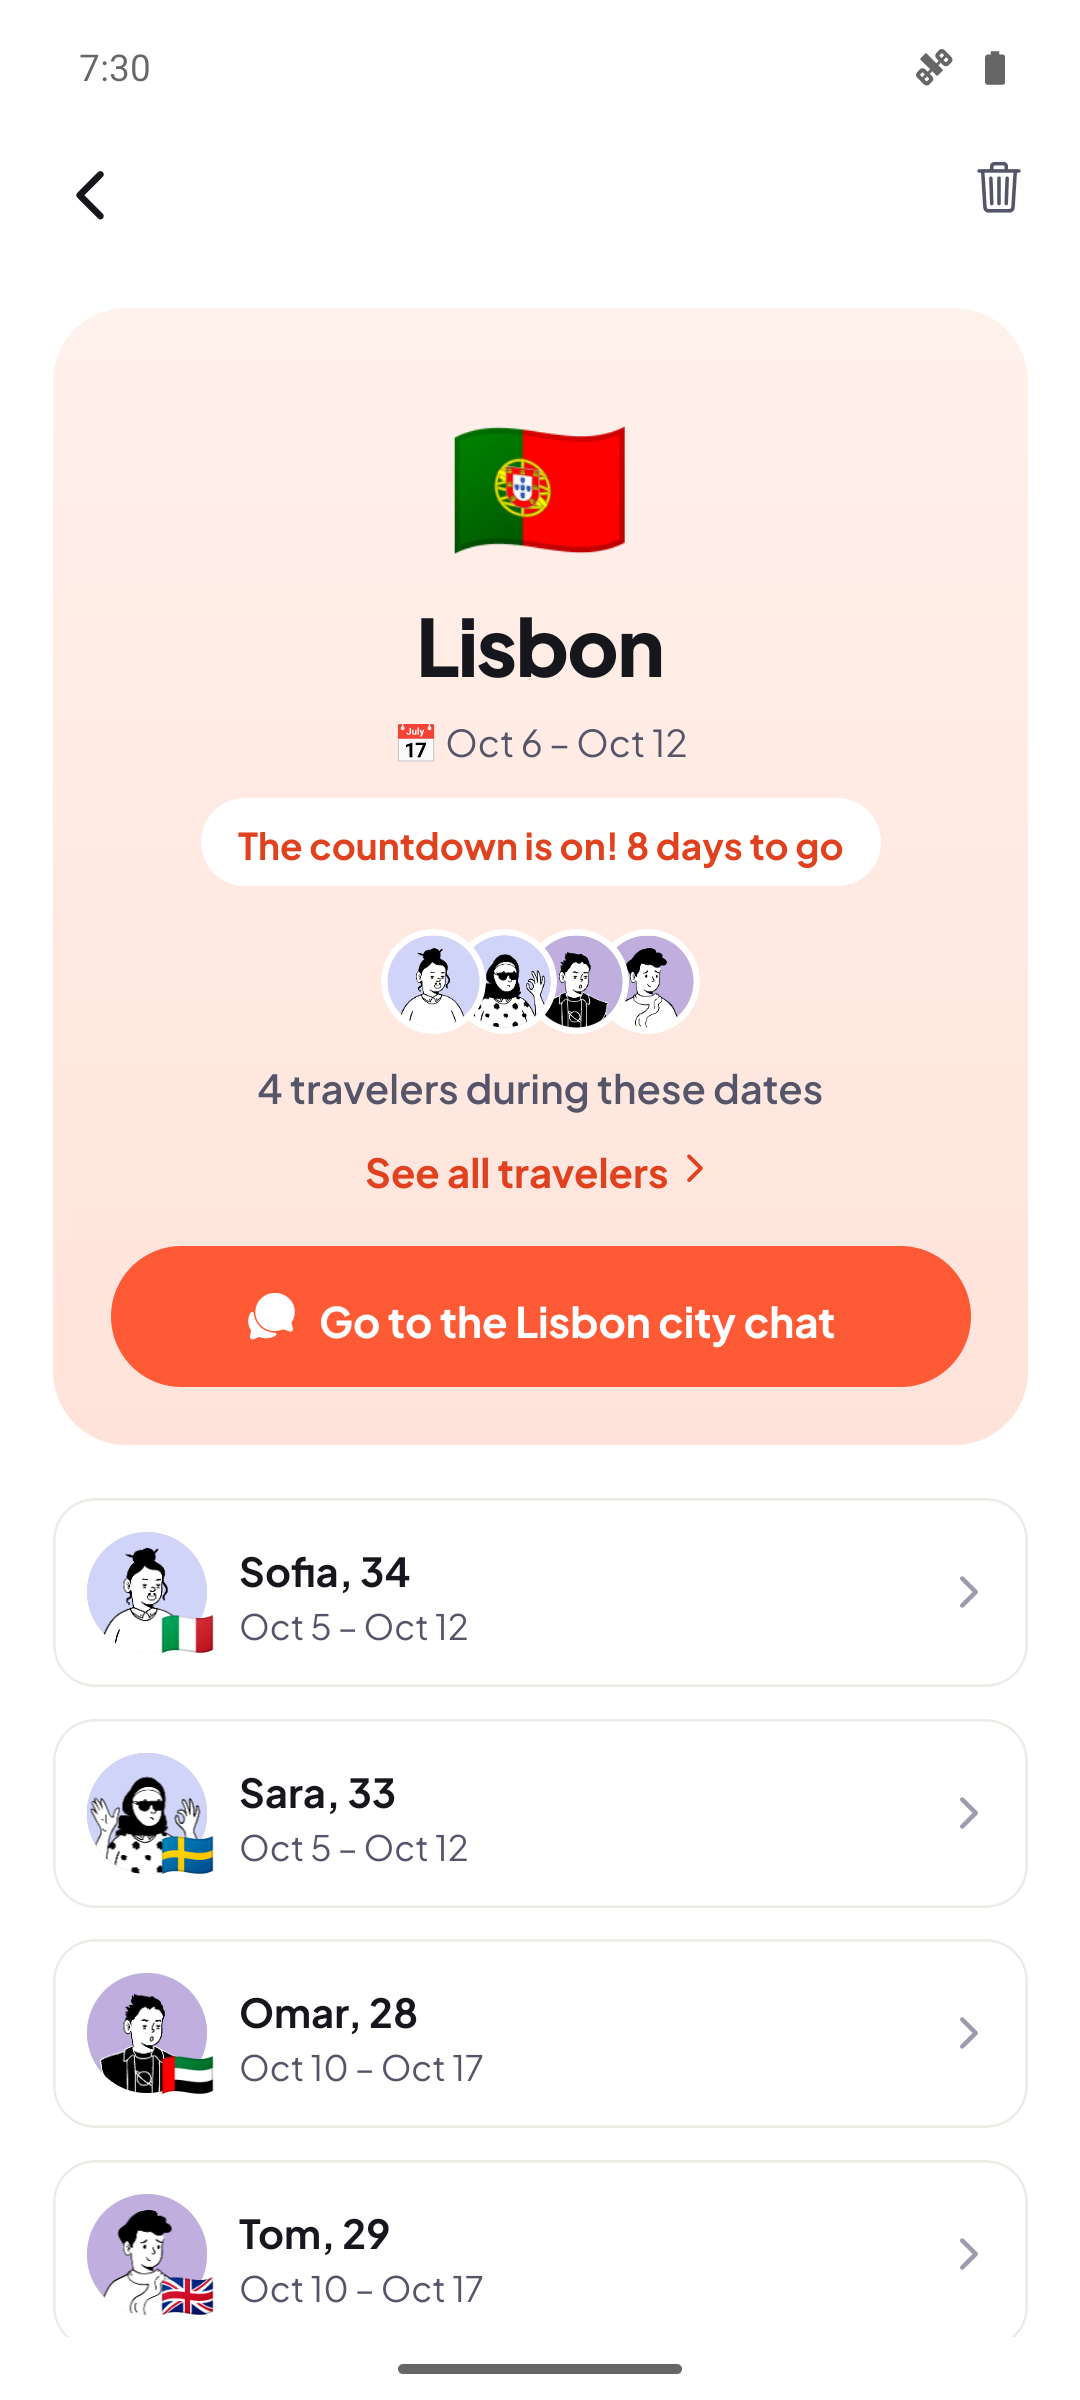 7:30
Lisbon
July
17
Oct 6 – Oct 12
The countdown is on! 8 days to go
4 travelers during these dates
See all travelers
Go to the Lisbon city chat
Sofia, 34
Oct 5 – Oct 12
Sara, 33
Oct 5 – Oct 12
Omar, 28
Oct 10 – Oct 17
Tom, 29
Oct 10 – Oct 17